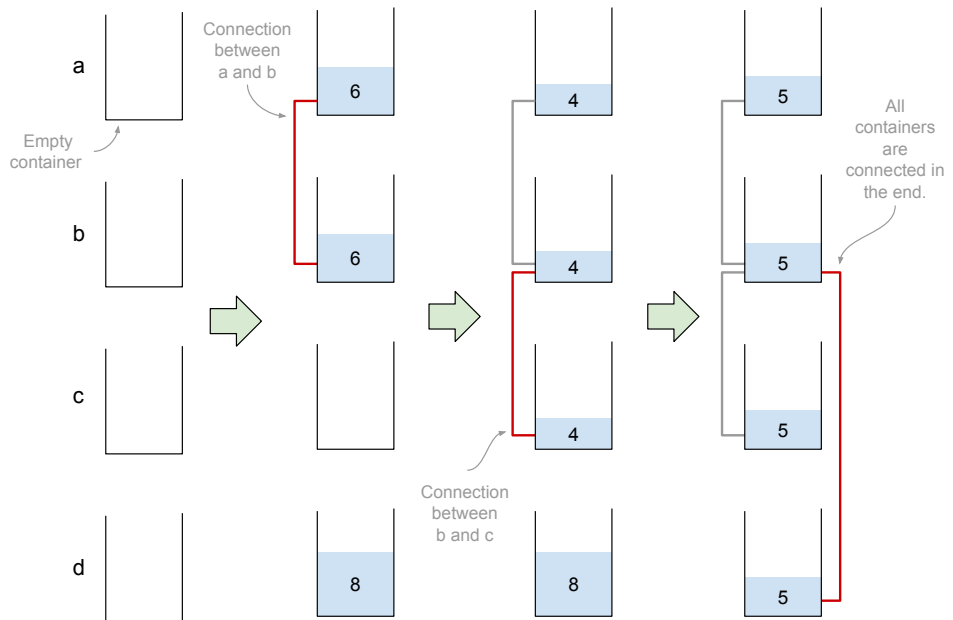 a
Connection
between
a and b
6
4
5
Empty
container
All
containers
are
connected in
the end.
b
6
4
5
c
4
5
Connection
between
b and c
d
8
8
5